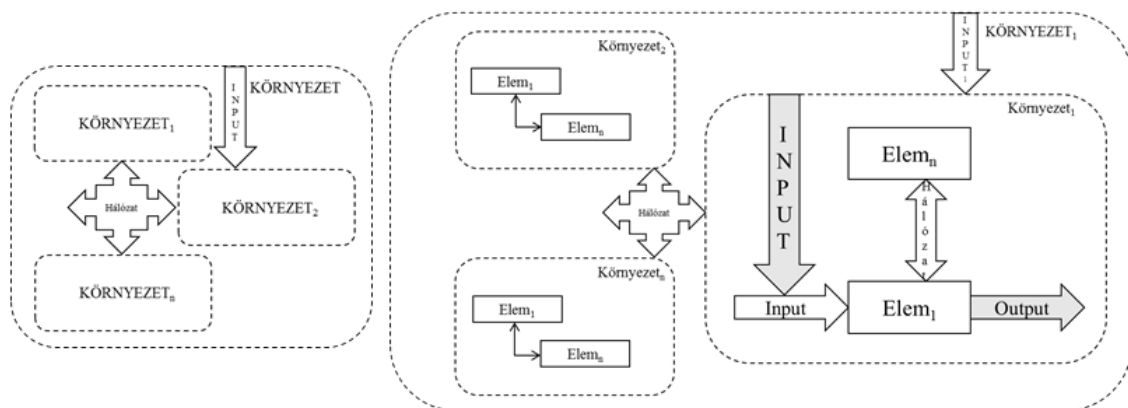 KÖRNYEZET
INPUT
KÖRNYEZET₁
Hálózat
KÖRNYEZET₂
KÖRNYEZETₙ
KÖRNYEZET₁
INPUT₁
Környezet₂
Elem₁
Elemₙ
Hálózat
Környezetₙ
Elem₁
Elemₙ
Környezet₁
INPUT
Elemₙ
Hálózat
Input
Elem₁
Output